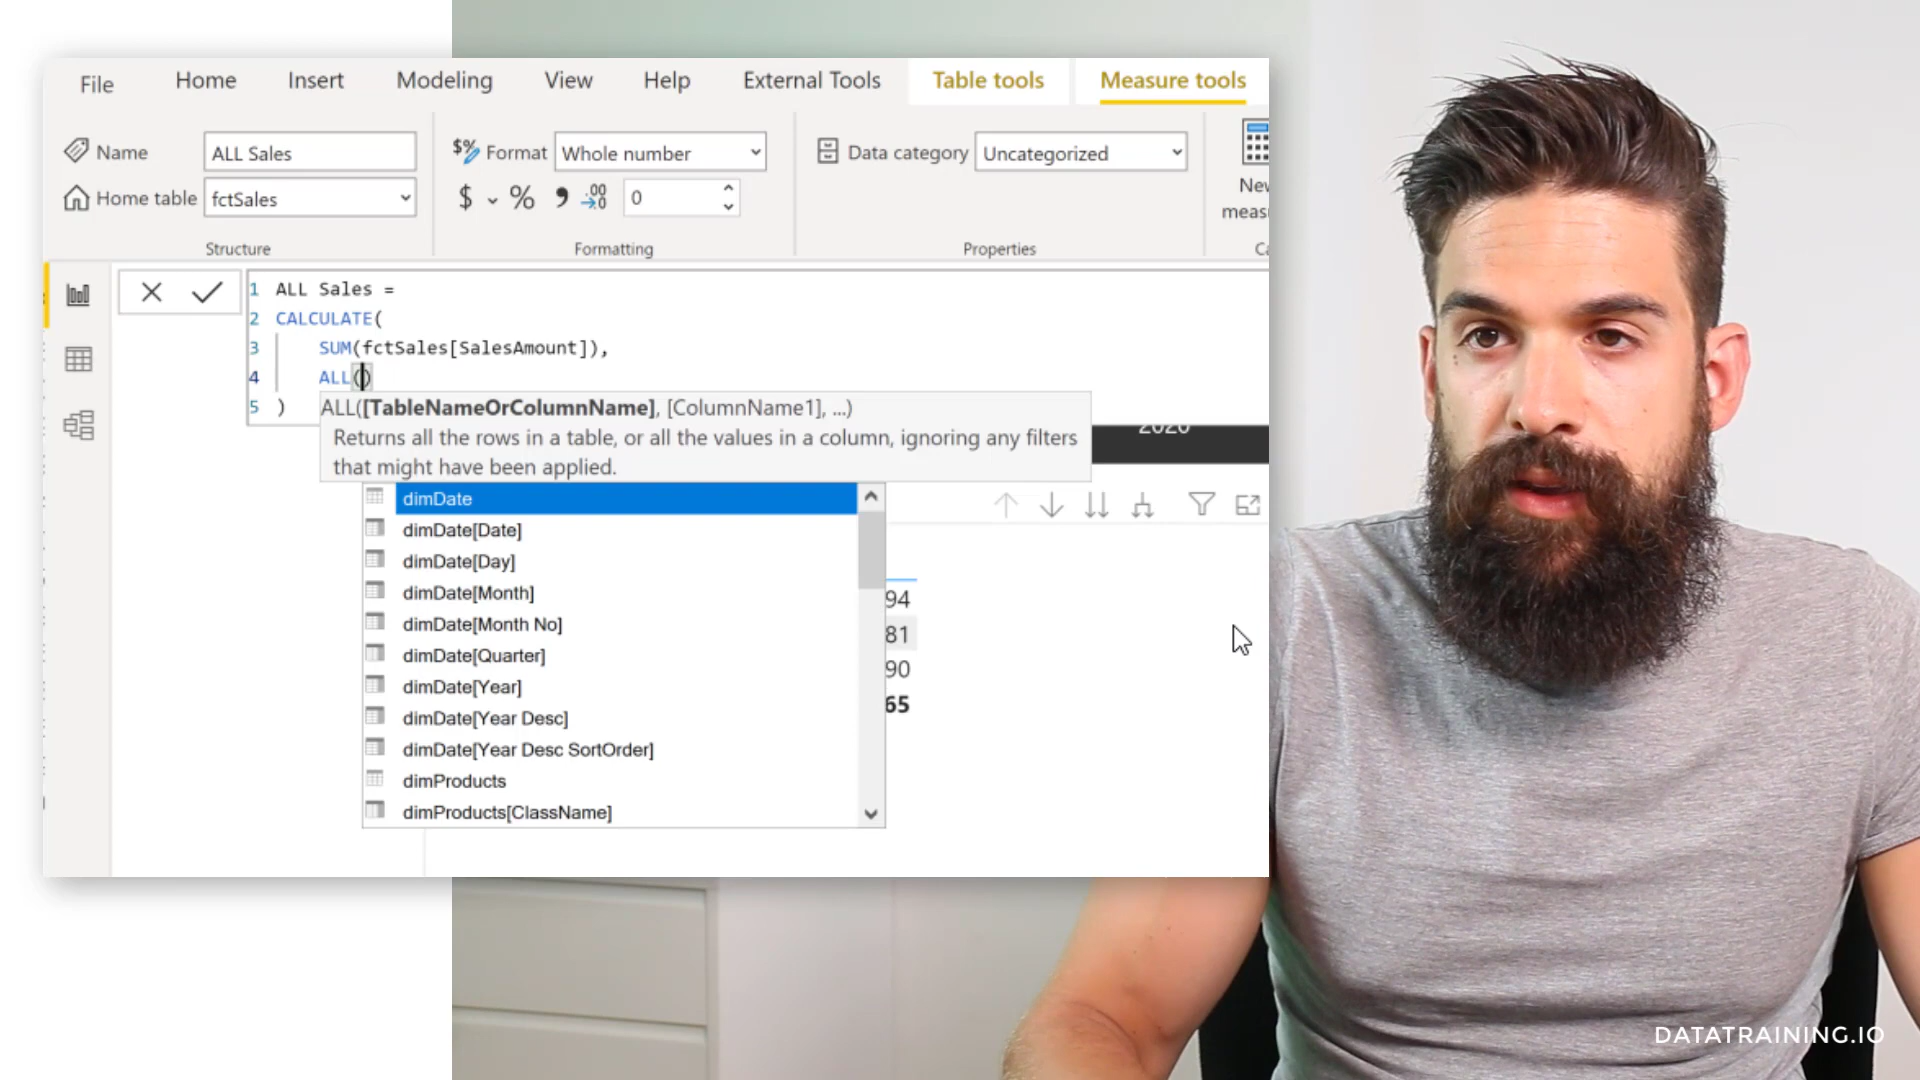 File Home Insert Modeling View Help External Tools Table tools Measure tools
Name ALL Sales $% Format Whole number Data category Uncategorized
Home table fctSales $ % , .00 →.0 0
New
Structure Formatting Properties
1 ALL Sales =
2 CALCULATE(
3 SUM(fctSales[SalesAmount]),
4 ALL()
5 )
ALL([TableNameOrColumnName], [ColumnName1], ...)
Returns all the rows in a table, or all the values in a column, ignoring any filters
that might have been applied.
2020
dimDate
dimDate[Date]
dimDate[Day]
dimDate[Month]
dimDate[Month No]
dimDate[Quarter]
dimDate[Year]
dimDate[Year Desc]
dimDate[Year Desc SortOrder]
dimProducts
dimProducts[ClassName]
94
81
90
65
DATATRAINING.IO